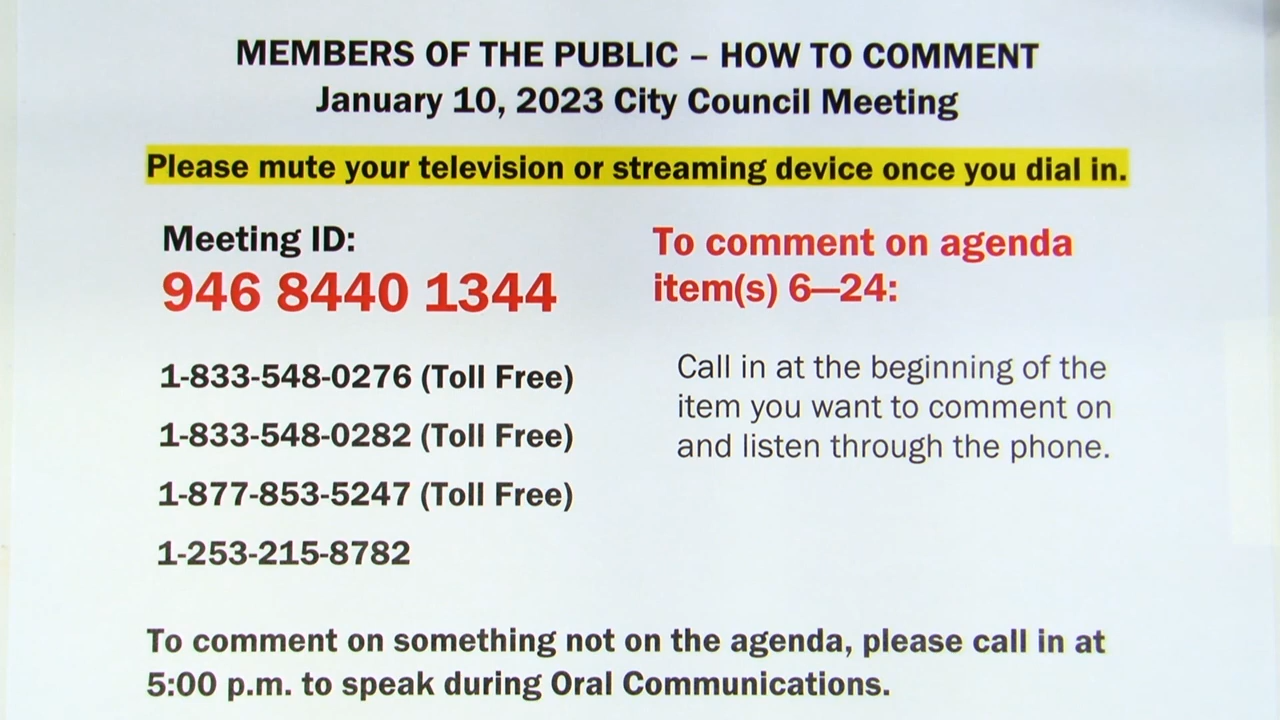 MEMBERS OF THE PUBLIC – HOW TO COMMENT
January 10, 2023 City Council Meeting
Please mute your television or streaming device once you dial in.
Meeting ID:
946 8440 1344
1-833-548-0276 (Toll Free)
1-833-548-0282 (Toll Free)
1-877-853-5247 (Toll Free)
1-253-215-8782
To comment on agenda
item(s) 6—24:
Call in at the beginning of the
item you want to comment on
and listen through the phone.
To comment on something not on the agenda, please call in at
5:00 p.m. to speak during Oral Communications.